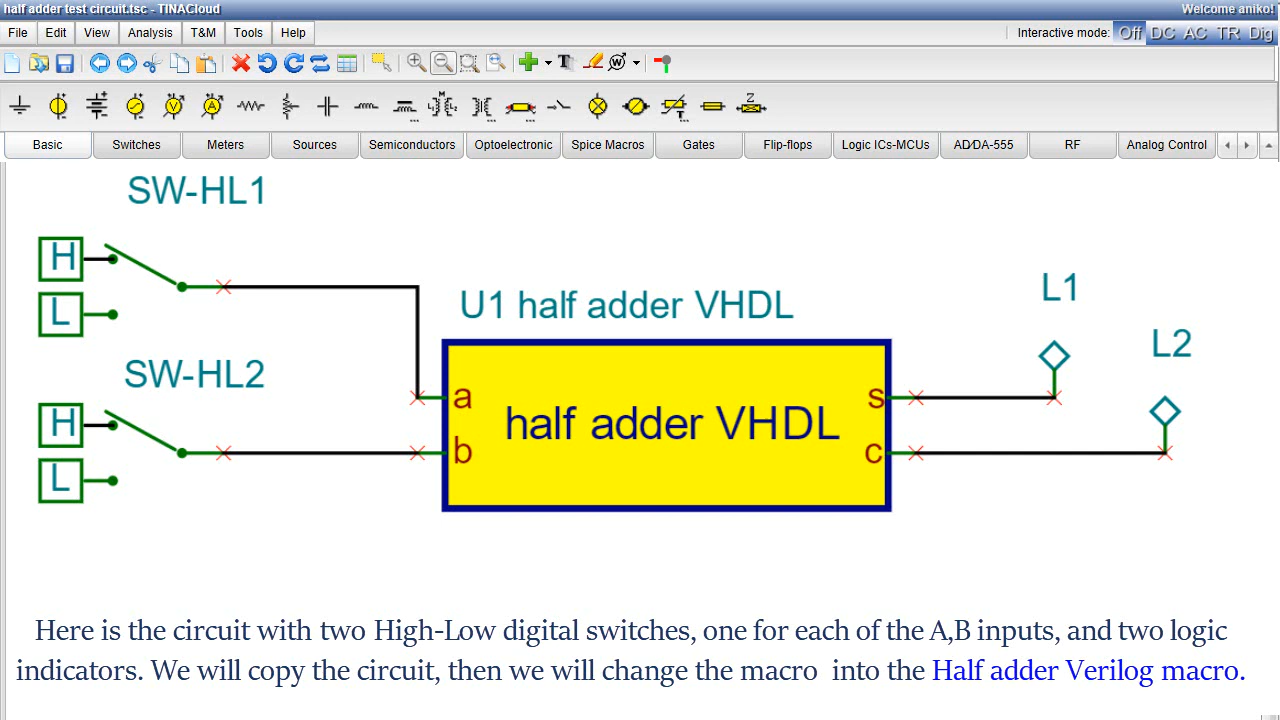 half adder test circuit.tsc - TINACloud Welcome aniko!
File Edit View Analysis T&M Tools Help Interactive mode: Off DC AC TR Dig
Z
Basic Switches Meters Sources Semiconductors Optoelectronic Spice Macros Gates Flip-flops Logic ICs-MCUs AD/DA-555 RF Analog Control
SW-HL1
H
L
U1 half adder VHDL
L1
L2
SW-HL2
H
L
a
b
half adder VHDL
s
c
Here is the circuit with two High-Low digital switches, one for each of the A,B inputs, and two logic
indicators. We will copy the circuit, then we will change the macro into the Half adder Verilog macro.